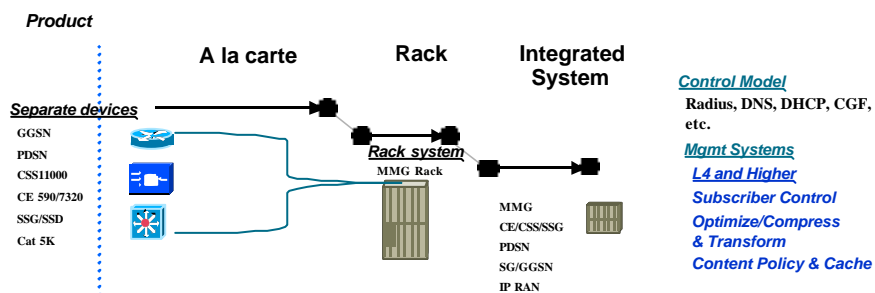 Product
A la carte
Rack
Integrated
System
Separate devices
GGSN
PDSN
CSS11000
CE 590/7320
SSG/SSD
Cat 5K
Rack system
MMG Rack
MMG
CE/CSS/SSG
PDSN
SG/GGSN
IP RAN
Control Model
Radius, DNS, DHCP, CGF,
etc.
Mgmt Systems
L4 and Higher
Subscriber Control
Optimize/Compress
& Transform
Content Policy & Cache